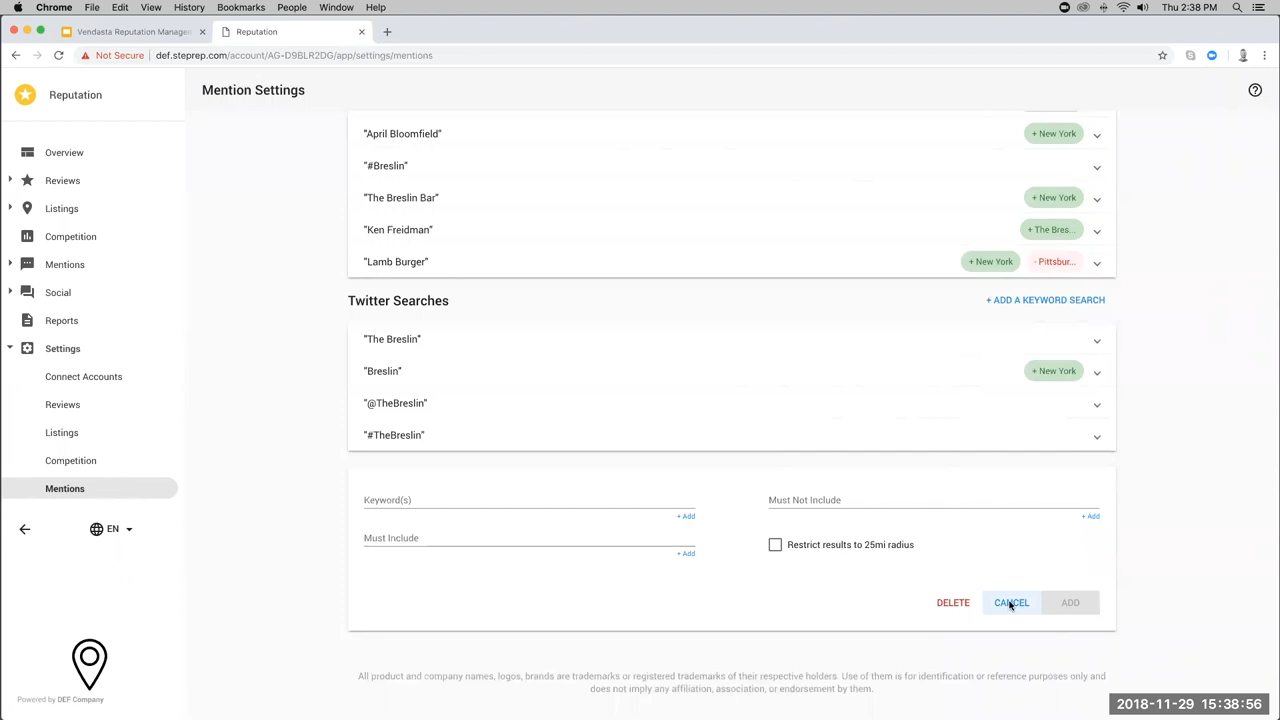 Chrome File Edit View History Bookmarks People Window Help
Thu 2:38 PM
Vendasta Reputation Manager
Reputation
Not Secure def.steprep.com/account/AG-D9BLR2DG/app/settings/mentions
Reputation
Mention Settings
Overview
Reviews
Listings
Competition
Mentions
Social
Reports
Settings
Connect Accounts
Reviews
Listings
Competition
Mentions
EN
Powered by DEF Company
"April Bloomfield" + New York
"#Breslin"
"The Breslin Bar" + New York
"Ken Freidman" + The Bres...
"Lamb Burger" + New York - Pittsbur...
Twitter Searches + ADD A KEYWORD SEARCH
"The Breslin"
"Breslin" + New York
"@TheBreslin"
"#TheBreslin"
Keyword(s) Must Not Include
+ Add + Add
Must Include Restrict results to 25mi radius
+ Add
DELETE CANCEL ADD
All product and company names, logos, brands are trademarks or registered trademarks of their respective holders. Use of them is for identification or reference purposes only and
does not imply any affiliation, association, or endorsement by them.
2018-11-29 15:38:56